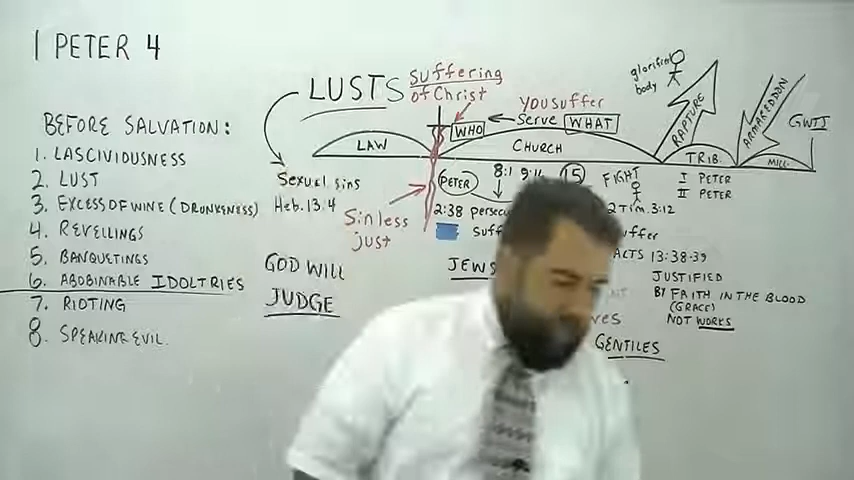 1 PETER 4
BEFORE SALVATION:
1. LASCIVIOUSNESS
2. LUST
3. EXCESS OF WINE (DRONKENESS)
4. REVELLINGS
5. BANQUETINGS
6. ABOBINABLE IDOLTRIES
7. RIOTING
8. SPEAKING EVIL.
LUSTS
Sexual sins
Heb. 13.4
GOD WILL
JUDGE
suffering
of Christ
Sinless
just
LAW
WHO
you suffer
Serve WHAT
CHURCH
PETER
8:1
15
2:38
JEWS
FIGHT
2 Tim. 3:12
ACTS 13:38-39
JUSTIFIED
BY FAITH IN THE BLOOD
(GRACE)
NOT WORKS
GENTILES
glorified
body
RAPTURE
TRIB.
I PETER
II PETER
ARMAKEDDON
GWTJ
MILL.